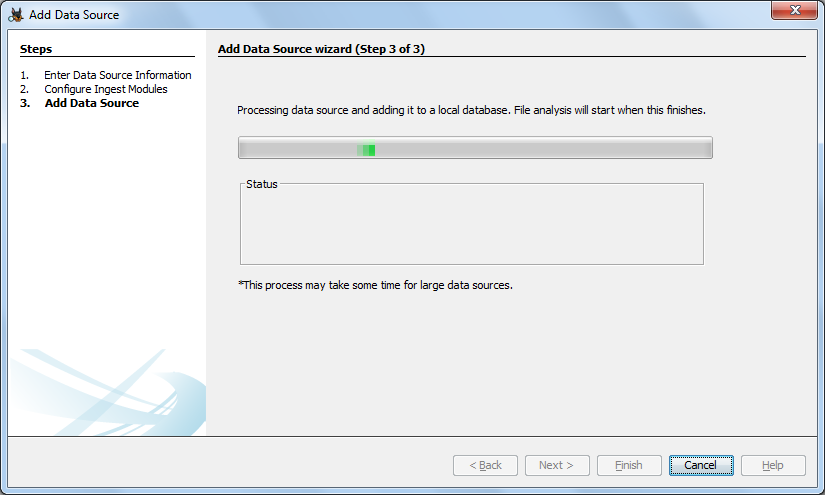 Add Data Source
Steps
1. Enter Data Source Information
2. Configure Ingest Modules
3. Add Data Source
Add Data Source wizard (Step 3 of 3)
Processing data source and adding it to a local database. File analysis will start when this finishes.
Status
*This process may take some time for large data sources.
< Back Next > Finish Cancel Help